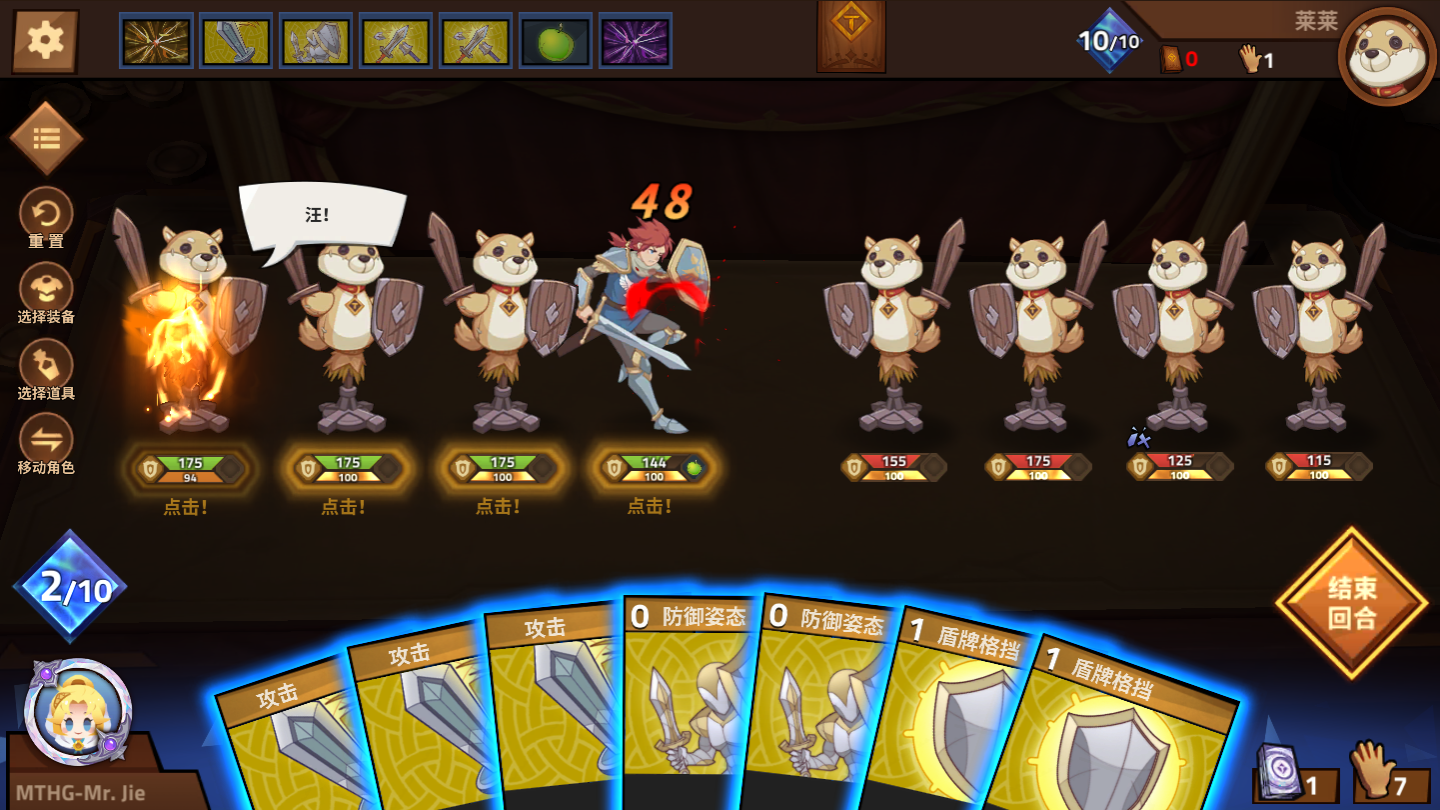 莱莱
10/10
0
1
重置
选择装备
选择道具
移动角色
汪！
48
175
94
点击！
175
100
点击！
175
100
点击！
144
100
点击！
155
100
175
100
125
100
115
100
2/10
结束
回合
攻击
攻击
攻击
0 防御姿态
0 防御姿态
1 盾牌格挡
1 盾牌格挡
MTHG-Mr. Jie
1
7